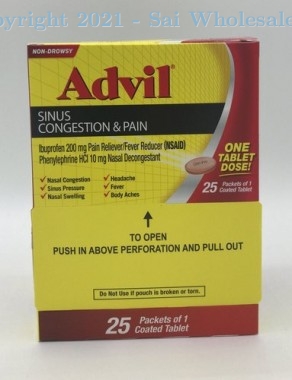 opyright 2021 - Sai Wholesale
NON-DROWSY
Advil®
SINUS
CONGESTION & PAIN
Ibuprofen 200 mg Pain Reliever/Fever Reducer (NSAID)
Phenylephrine HCl 10 mg Nasal Decongestant
✓ Nasal Congestion
✓ Sinus Pressure
✓ Nasal Swelling
✓ Headache
✓ Fever
✓ Body Aches
ONE
TABLET
DOSE!
25 Packets of 1
Coated Tablet
TO OPEN
PUSH IN ABOVE PERFORATION AND PULL OUT
Do Not Use if pouch is broken or torn.
25 Packets of 1
Coated Tablet